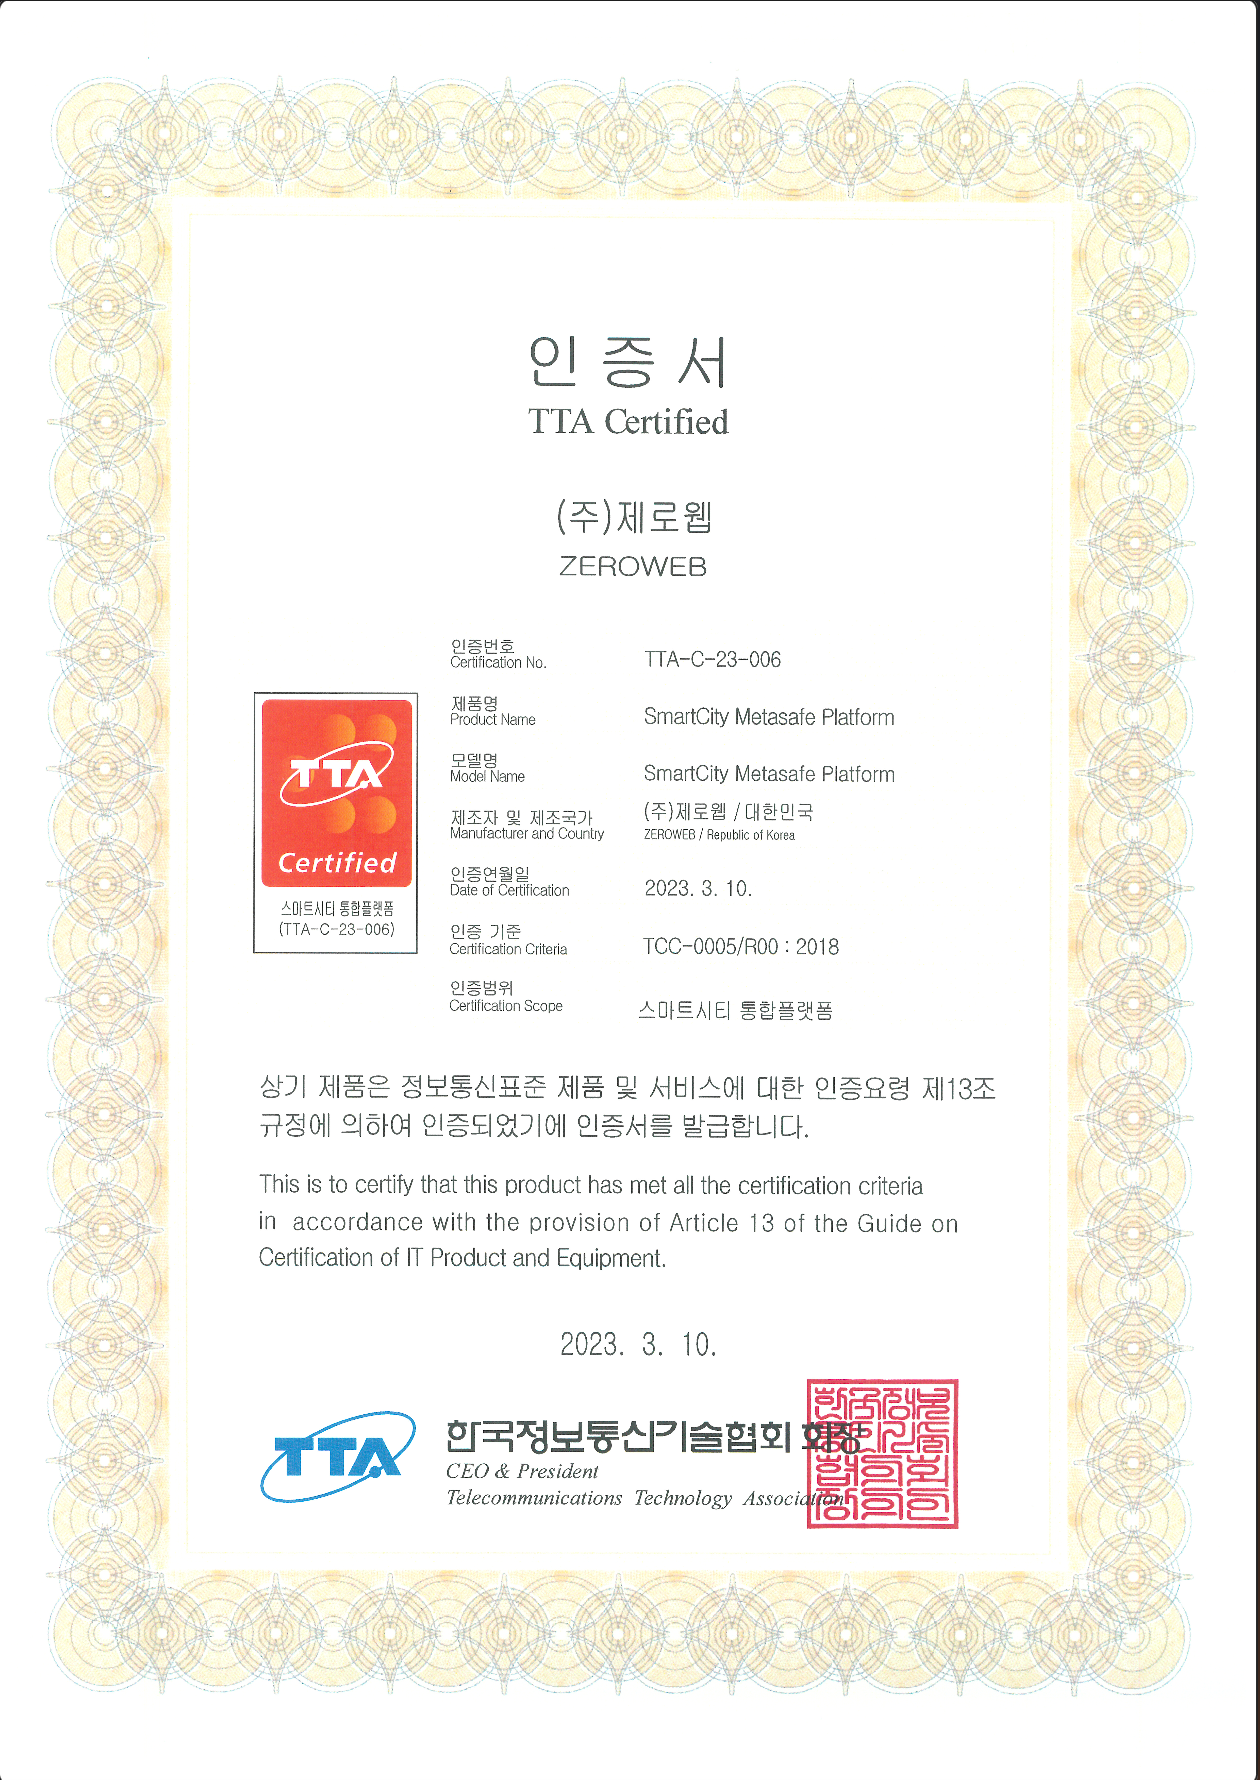 인 증 서
TTA Certified
(주)제로웹
ZEROWEB
인증번호
Certification No.
TTA-C-23-006
제품명
Product Name
SmartCity Metasafe Platform
모델명
Model Name
SmartCity Metasafe Platform
제조자 및 제조국가
Manufacturer and Country
(주)제로웹 / 대한민국
ZEROWEB / Republic of Korea
인증연월일
Date of Certification
2023. 3. 10.
인증 기준
Certification Criteria
TCC-0005/R00 : 2018
인증범위
Certification Scope
스마트시티 통합플랫폼
TTA
Certified
스마트시티 통합플랫폼
(TTA-C-23-006)
상기 제품은 정보통신표준 제품 및 서비스에 대한 인증요령 제13조
규정에 의하여 인증되었기에 인증서를 발급합니다.
This is to certify that this product has met all the certification criteria
in accordance with the provision of Article 13 of the Guide on
Certification of IT Product and Equipment.
2023. 3. 10.
TTA
한국정보통신기술협회 회장
CEO & President
Telecommunications Technology Association